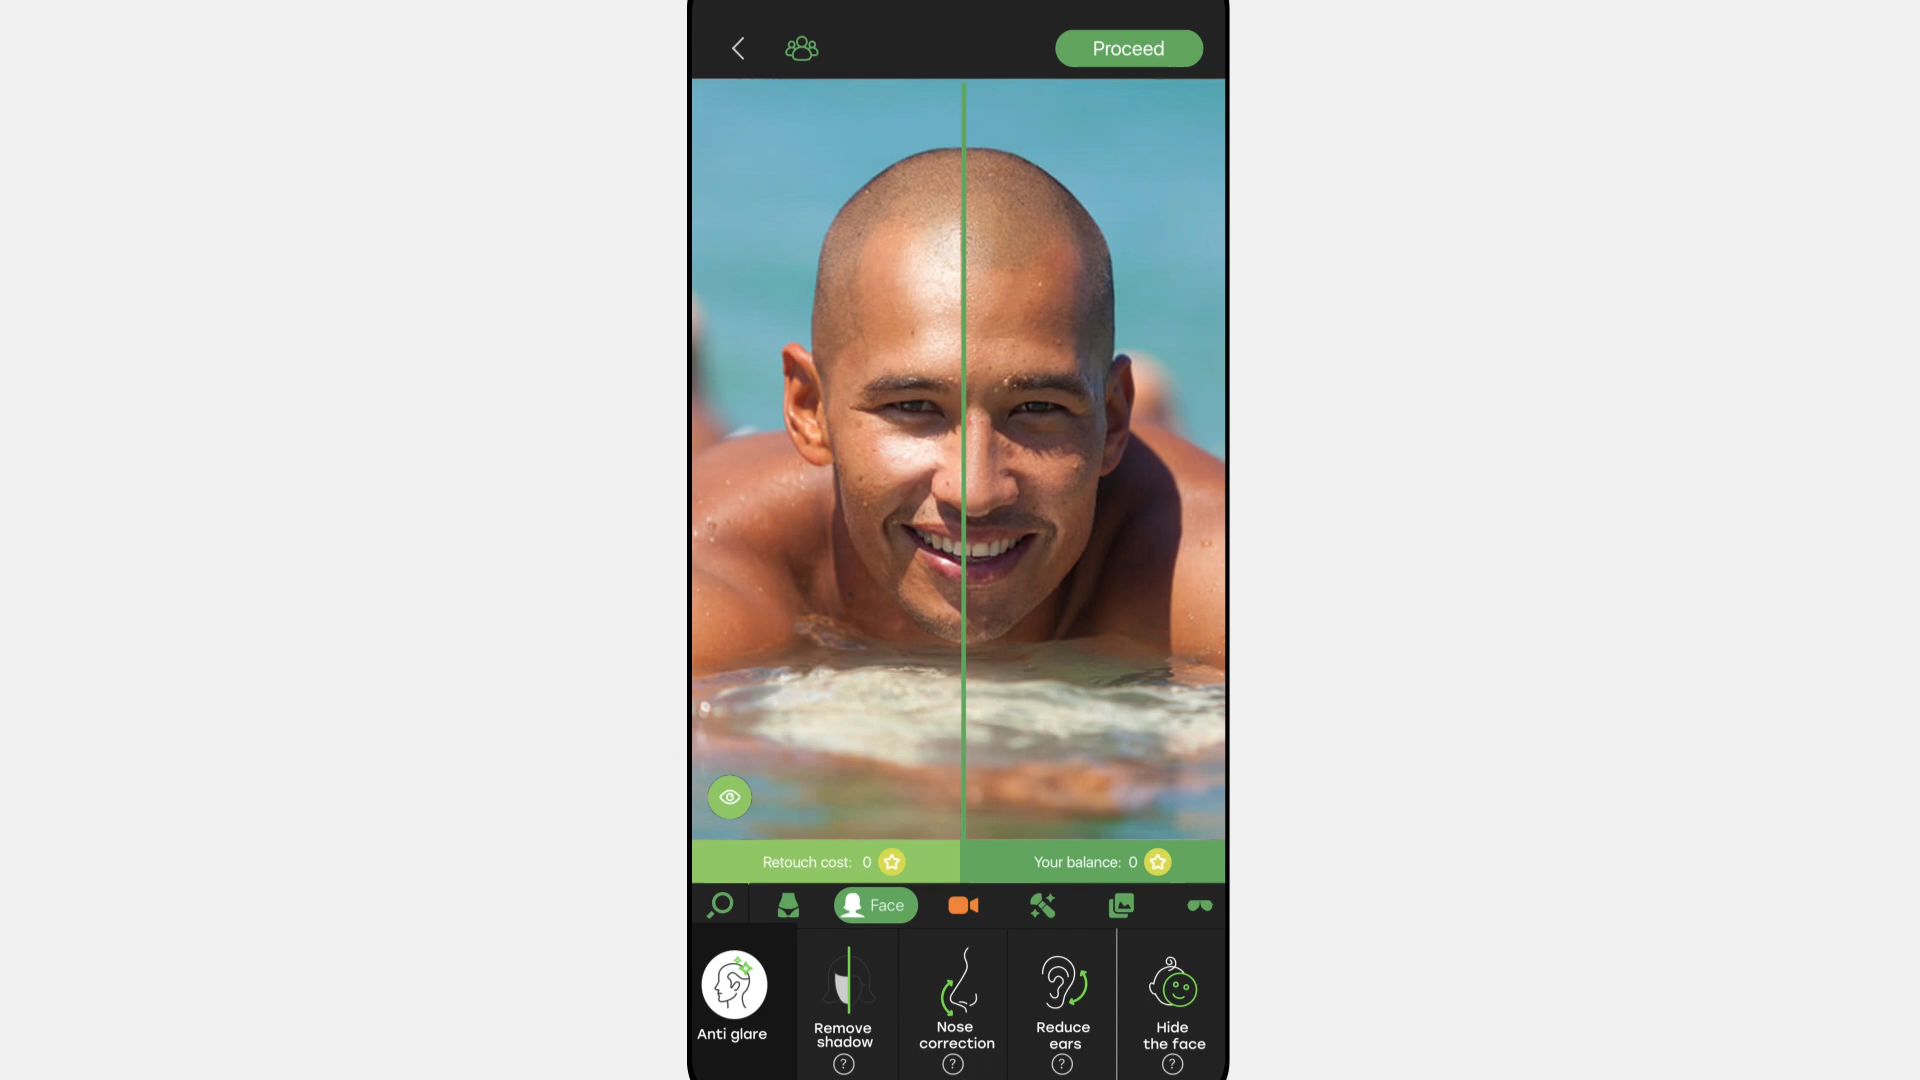 Proceed
Retouch cost: 0
Your balance: 0
Face
Anti glare
Remove
shadow
?
Nose
correction
?
Reduce
ears
?
Hide
the face
?